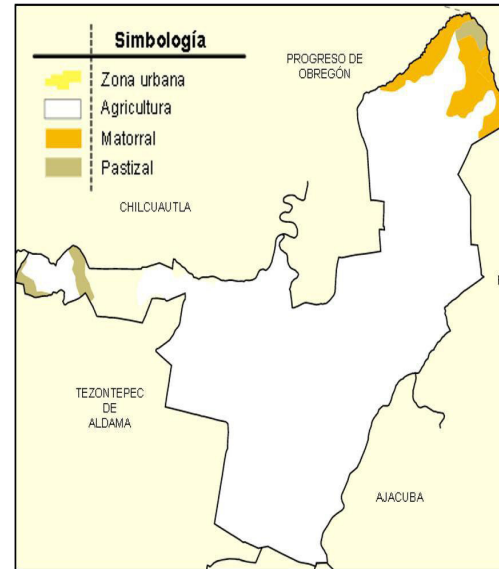 Simbología
Zona urbana
Agricultura
Matorral
Pastizal
PROGRESO DE
OBREGÓN
CHILCUAUTLA
TEZONTEPEC
DE
ALDAMA
AJACUBA